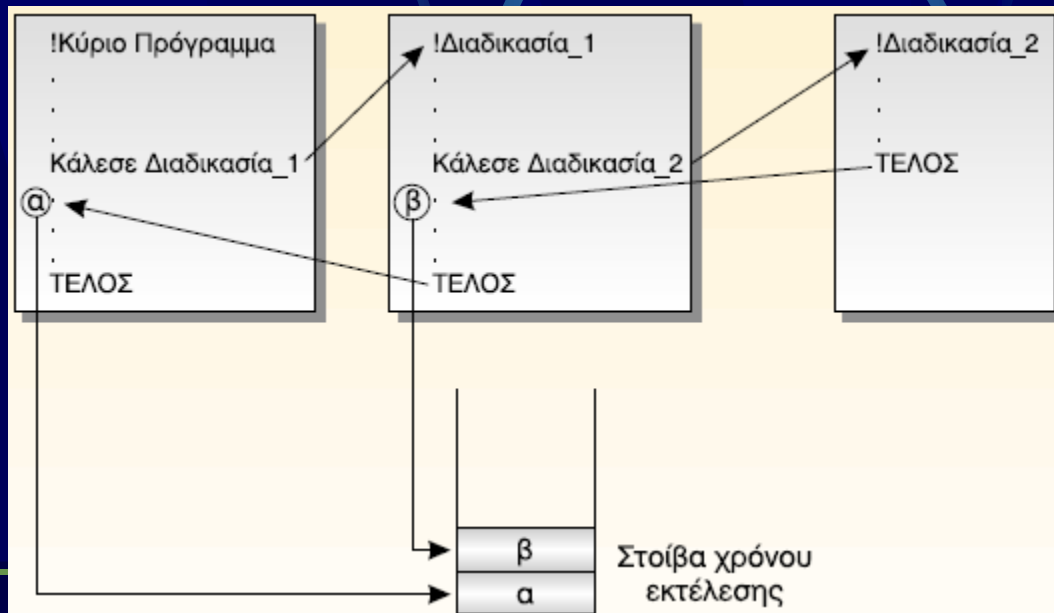 !Κύριο Πρόγραμμα
.
.
.
Κάλεσε Διαδικασία_1
α .
.
.
ΤΕΛΟΣ
!Διαδικασία_1
.
.
.
Κάλεσε Διαδικασία_2
β .
.
.
ΤΕΛΟΣ
!Διαδικασία_2
.
.
.
ΤΕΛΟΣ
β
α
Στοίβα χρόνου
εκτέλεσης